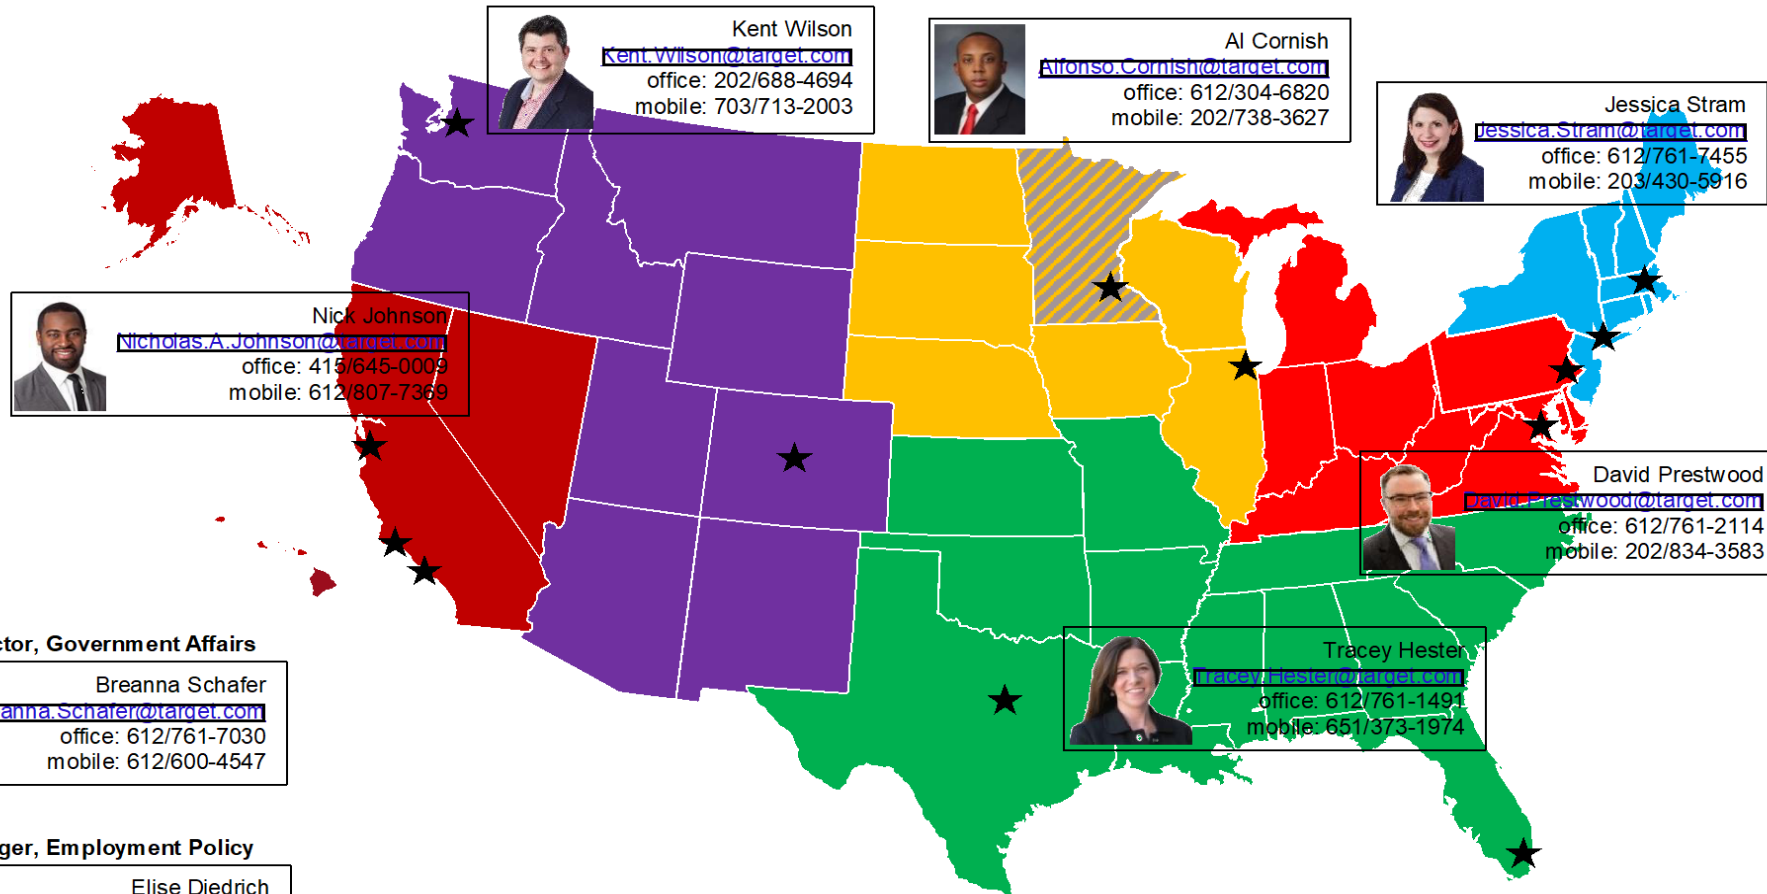 Kent Wilson
Kent.Wilson@target.com
office: 202/688-4694
mobile: 703/713-2003
Al Cornish
Alfonso.Cornish@target.com
office: 612/304-6820
mobile: 202/738-3627
Jessica Stram
Jessica.Stram@target.com
office: 612/761-7455
mobile: 203/430-5916
Nick Johnson
Nicholas.A.Johnson@target.com
office: 415/645-0009
mobile: 612/807-7369
David Prestwood
David.Prestwood@target.com
office: 612/761-2114
mobile: 202/834-3583
Tracey Hester
Tracey.Hester@target.com
office: 612/761-1491
mobile: 651/373-1974
ctor, Government Affairs
Breanna Schafer
anna.Schafer@target.com
office: 612/761-7030
mobile: 612/600-4547
ger, Employment Policy
Elise Diedrich